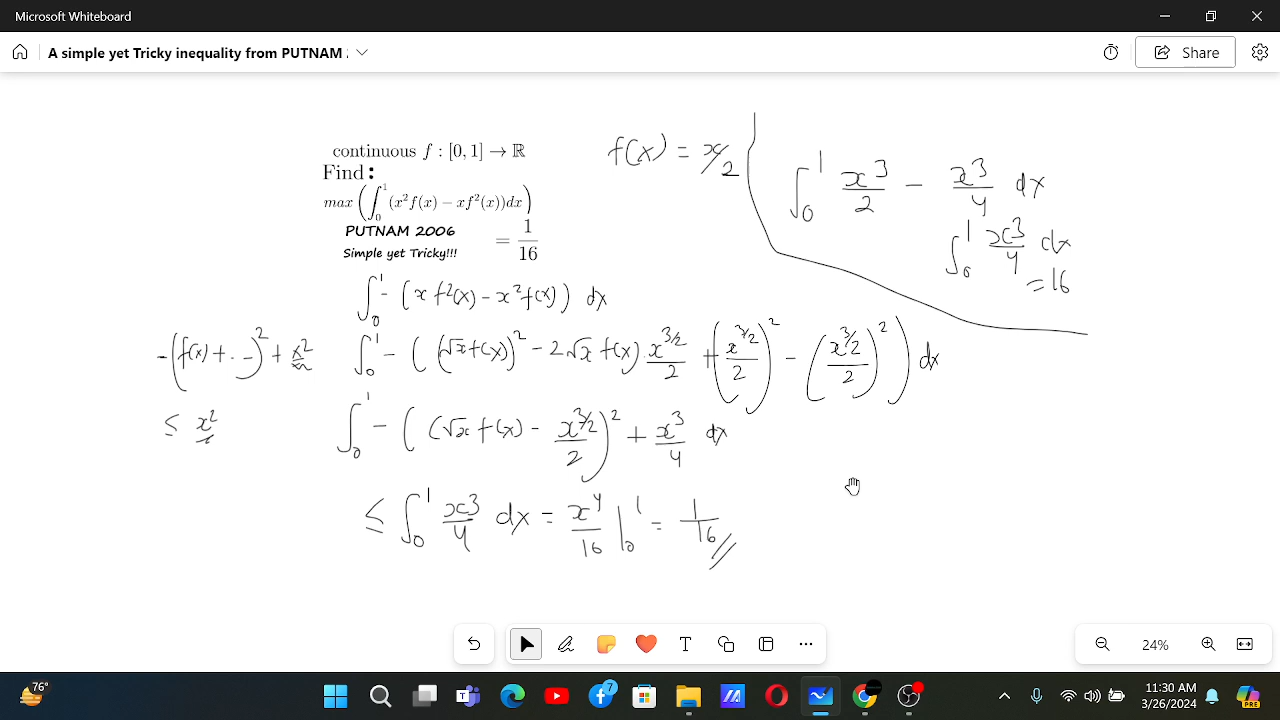 Microsoft Whiteboard
A simple yet Tricky inequality from PUTNAM
Share
continuous f : [0, 1] → ℝ
Find:
max (∫₀¹ (x²f(x) − xf²(x))dx)
PUTNAM 2006
Simple yet Tricky!!!
= 1/16
f(x) = x/2
∫₀¹ x³/2 − x³/4 dx
∫₀¹ x³/4 dx
= 16
∫₀¹ − (x f²(x) − x² f(x)) dx
−(f(x) + . −)² + x²
∫₀¹ − ((√x f(x))² − 2√x f(x) · x^(3/2)/2 + (x^(3/2)/2)² − (x^(3/2)/2)²) dx
≤ x²
∫₀¹ − ((√x f(x) − x^(3/2)/2)² + x³/4 dx
≤ ∫₀¹ x³/4 dx = x⁴/16 |₀¹ = 1/16
24%
76°
7
11:30 AM
3/26/2024
PRE